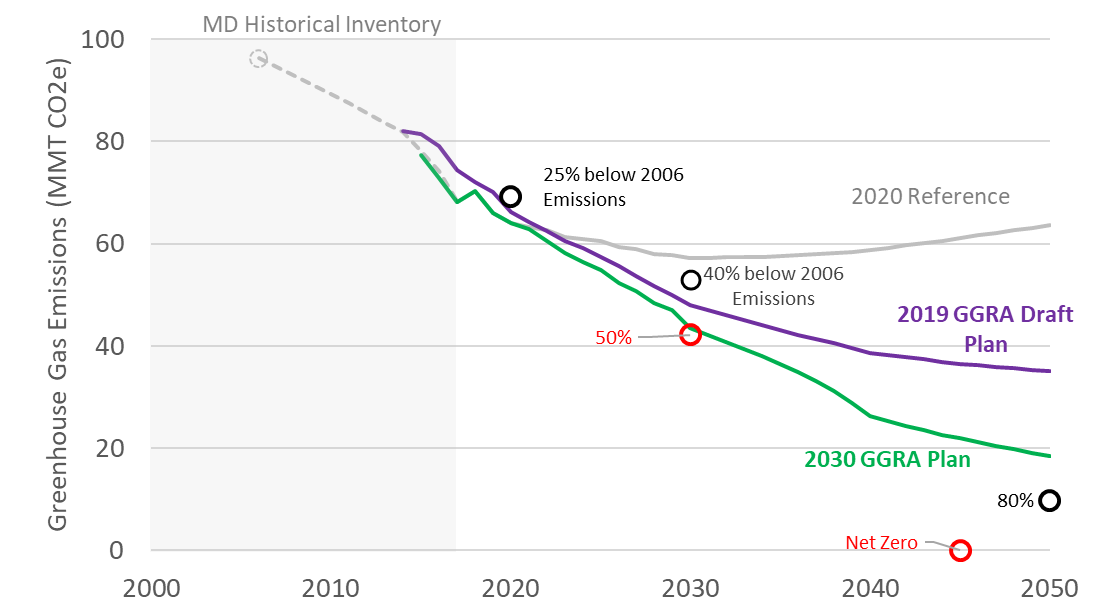 MD Historical Inventory
Greenhouse Gas Emissions (MMT CO2e)
100
80
60
40
20
0
25% below 2006
Emissions
2020 Reference
40% below 2006
Emissions
2019 GGRA Draft
Plan
50%
2030 GGRA Plan
80%
Net Zero
2000
2010
2020
2030
2040
2050